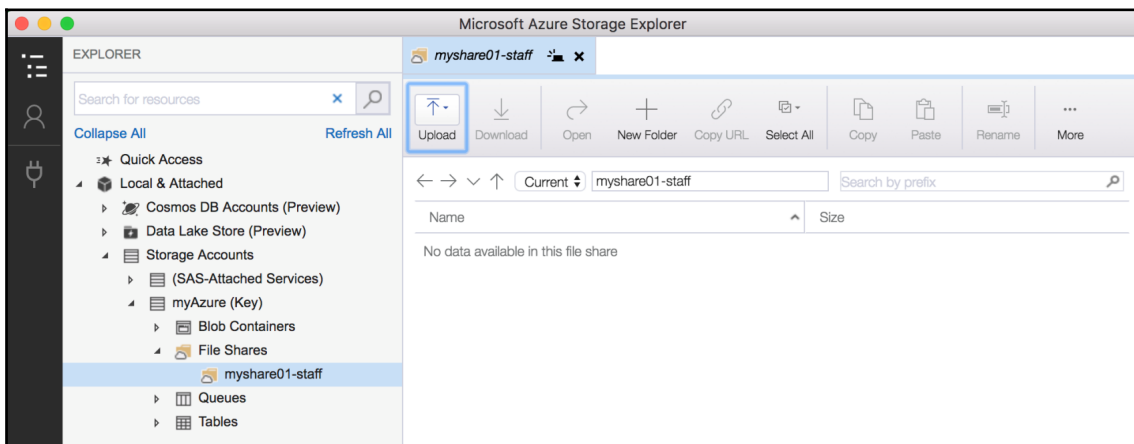 Microsoft Azure Storage Explorer
EXPLORER
Search for resources
Collapse All Refresh All
Quick Access
Local & Attached
Cosmos DB Accounts (Preview)
Data Lake Store (Preview)
Storage Accounts
(SAS-Attached Services)
myAzure (Key)
Blob Containers
File Shares
myshare01-staff
Queues
Tables
myshare01-staff
Upload Download Open New Folder Copy URL Select All Copy Paste Rename More
Current myshare01-staff Search by prefix
Name Size
No data available in this file share